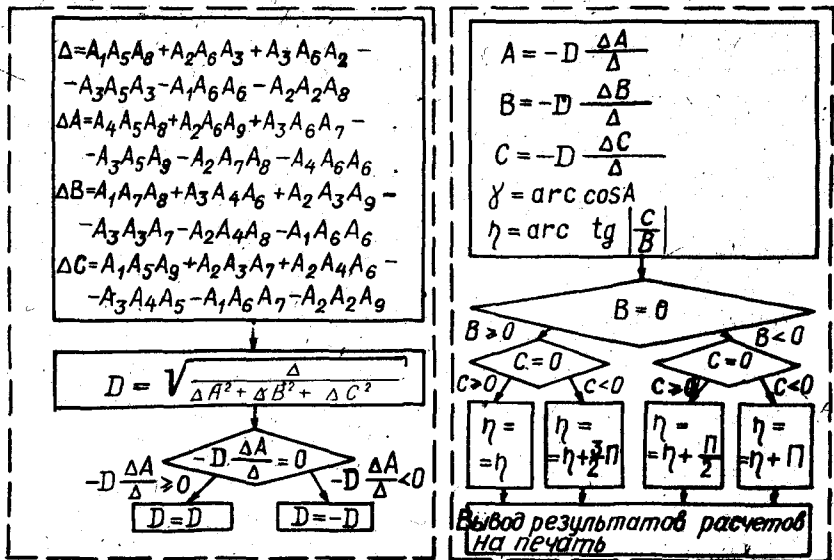 Δ=A₁A₅A₈+A₂A₆A₃+A₃A₆A₂−
−A₃A₅A₃−A₁A₆A₆−A₂A₂A₈
ΔA=A₄A₅A₈+A₂A₆A₉+A₃A₆A₇−
−A₃A₅A₉−A₂A₇A₈−A₄A₆A₆
ΔB=A₁A₇A₈+A₃A₄A₆+A₂A₃A₉−
−A₃A₃A₇−A₂A₄A₈−A₁A₆A₆
ΔC=A₁A₅A₉+A₂A₃A₇+A₂A₄A₆−
−A₃A₄A₅−A₁A₆A₇−A₂A₂A₉
D = √(Δ / (ΔA²+ΔB²+ΔC²))
−D ΔA/Δ = 0
−D ΔA/Δ ≥ 0
−D ΔA/Δ < 0
D=D
D=−D
A = −D ΔA/Δ
B = −D ΔB/Δ
C = −D ΔC/Δ
γ = arc cosA
η = arc tg |C/B|
B = 0
B≥0
B<0
C=0
C=0
C≥0
C<0
C≥0
C<0
η =
=η
η =
=η+3/2П
η =
=η+П/2
η =
=η+П
Вывод результатов расчетов
на печать